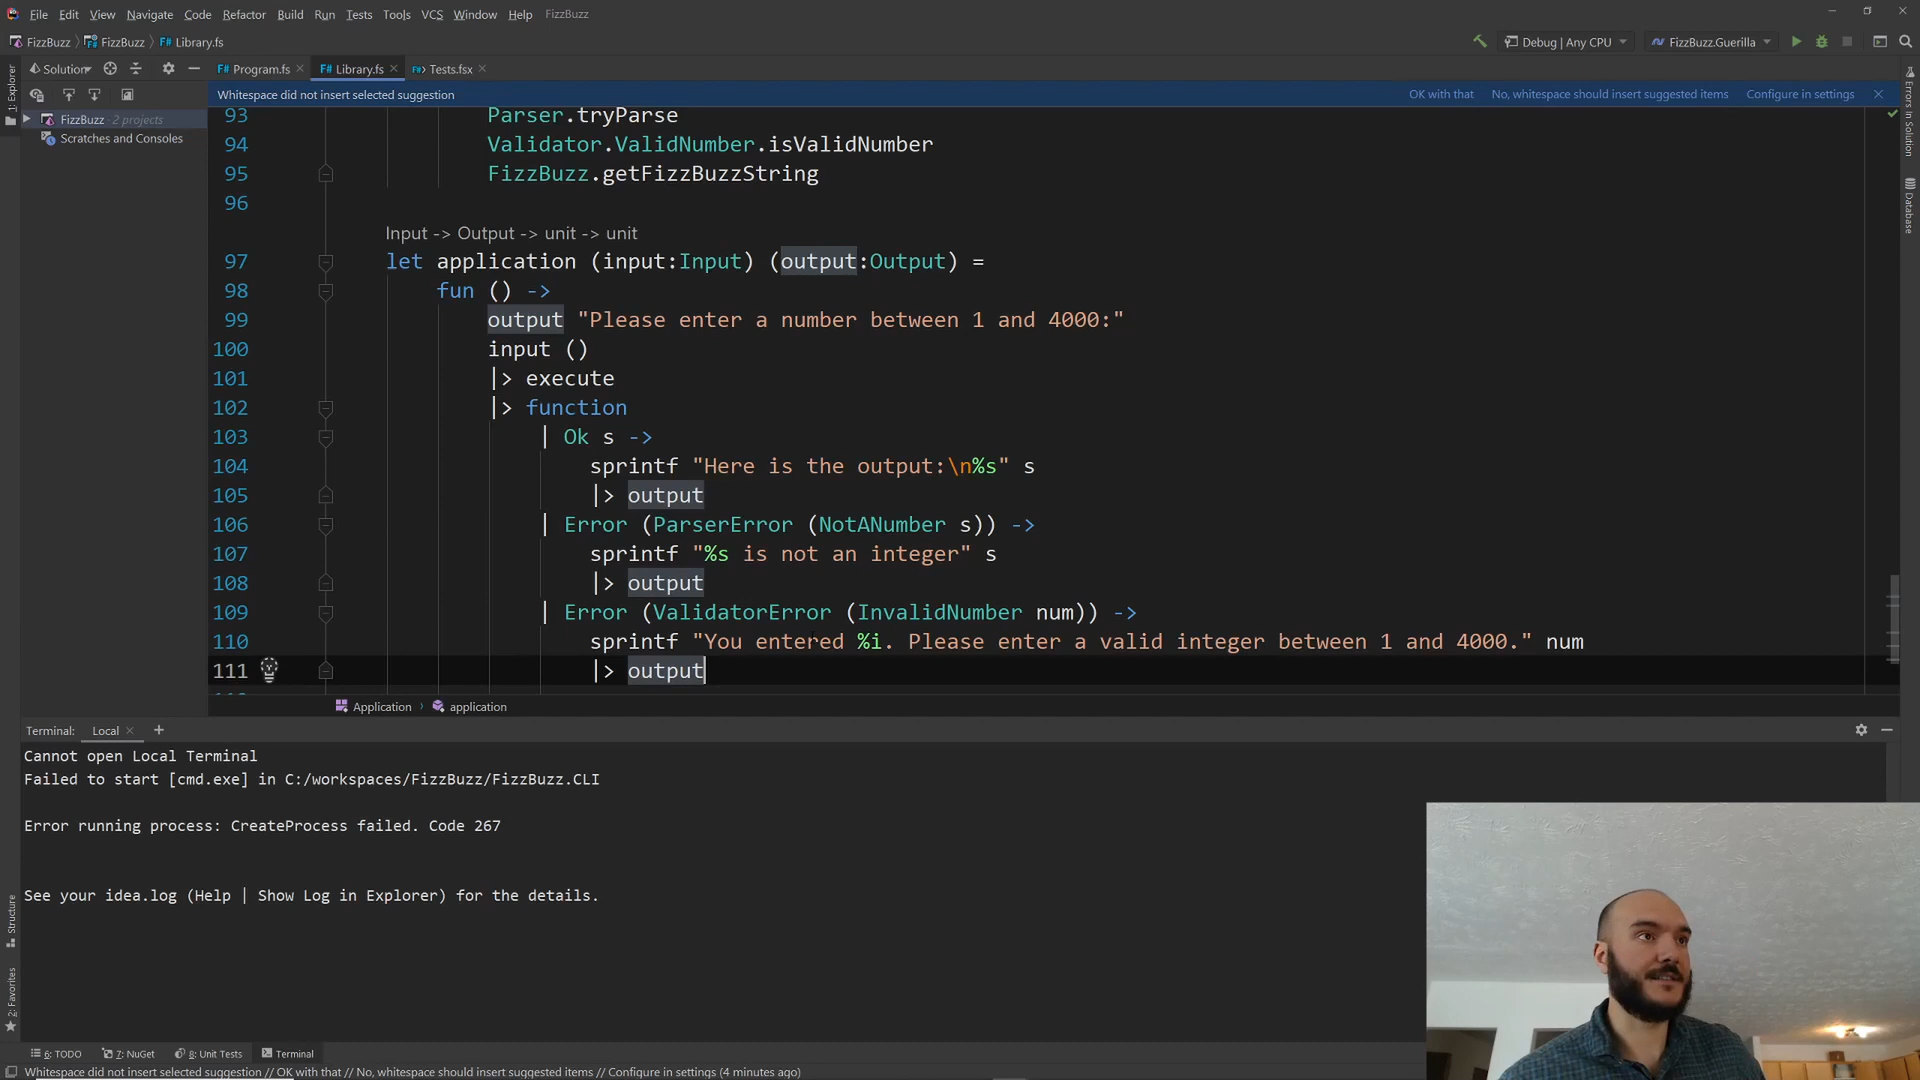 File Edit View Navigate Code Refactor Build Run Tests Tools VCS Window Help FizzBuzz
FizzBuzz FizzBuzz Library.fs
Debug | Any CPU FizzBuzz.Guerilla
Solution
Program.fs Library.fs Tests.fsx
Whitespace did not insert selected suggestion OK with that No, whitespace should insert suggested items Configure in settings
1: Explorer
FizzBuzz · 2 projects
Scratches and Consoles
93 Parser.tryParse
94 Validator.ValidNumber.isValidNumber
95 FizzBuzz.getFizzBuzzString
96
Input -> Output -> unit -> unit
97 let application (input:Input) (output:Output) =
98 fun () ->
99 output "Please enter a number between 1 and 4000:"
100 input ()
101 |> execute
102 |> function
103 | Ok s ->
104 sprintf "Here is the output:\n%s" s
105 |> output
106 | Error (ParserError (NotANumber s)) ->
107 sprintf "%s is not an integer" s
108 |> output
109 | Error (ValidatorError (InvalidNumber num)) ->
110 sprintf "You entered %i. Please enter a valid integer between 1 and 4000." num
111 |> output
Application › application
Errors In Solution
Database
Terminal: Local
Cannot open Local Terminal
Failed to start [cmd.exe] in C:/workspaces/FizzBuzz/FizzBuzz.CLI
Error running process: CreateProcess failed. Code 267
See your idea.log (Help | Show Log in Explorer) for the details.
Structure
2: Favorites
6: TODO 7: NuGet 8: Unit Tests Terminal
Whitespace did not insert selected suggestion // OK with that // No, whitespace should insert suggested items // Configure in settings (4 minutes ago)